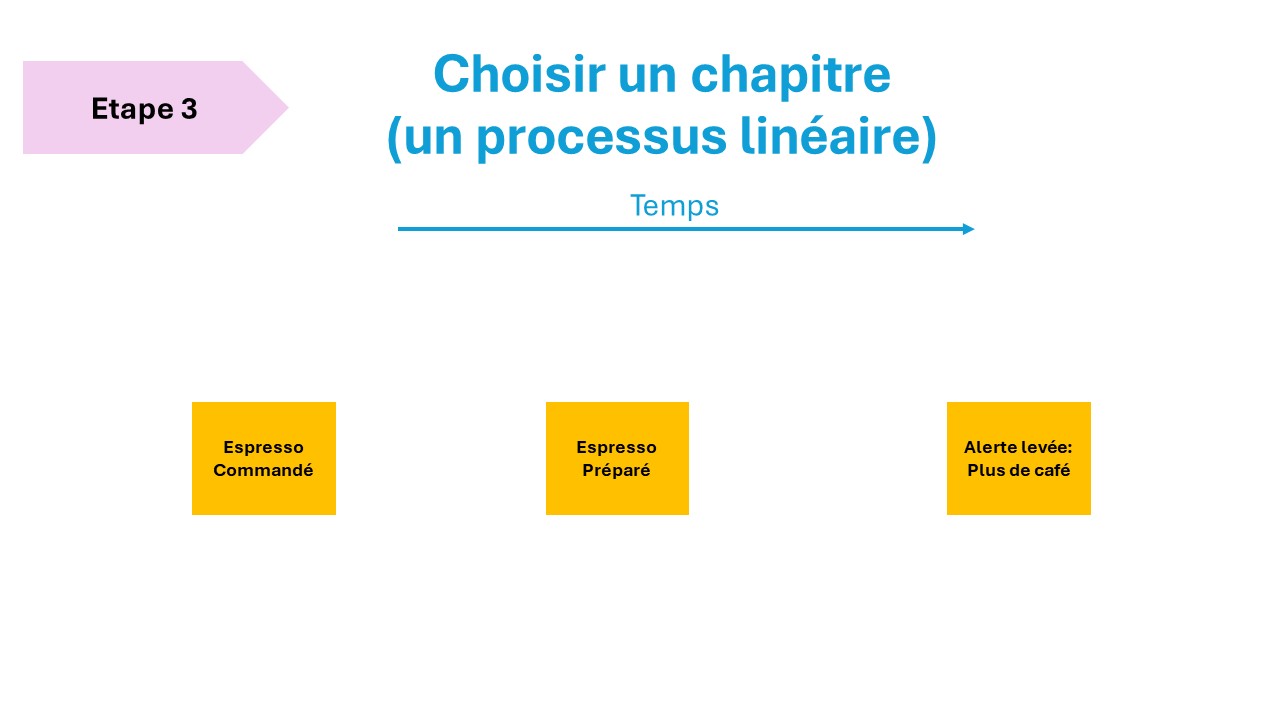 Etape 3
Choisir un chapitre
(un processus linéaire)
Temps
Espresso
Commandé
Espresso
Préparé
Alerte levée:
Plus de café